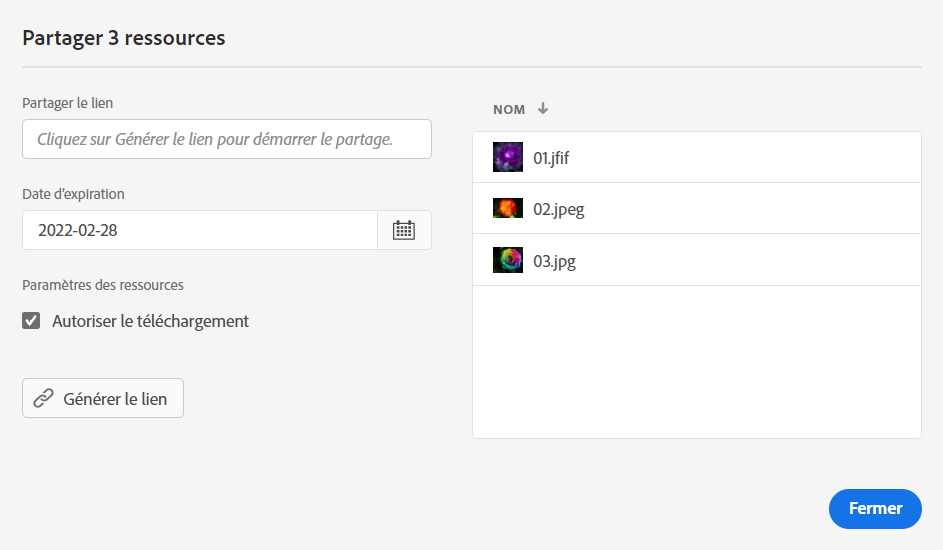 Partager 3 ressources
Partager le lien
Cliquez sur Générer le lien pour démarrer le partage.
Date d’expiration
2022-02-28
Paramètres des ressources
Autoriser le téléchargement
Générer le lien
NOM
01.jfif
02.jpeg
03.jpg
Fermer